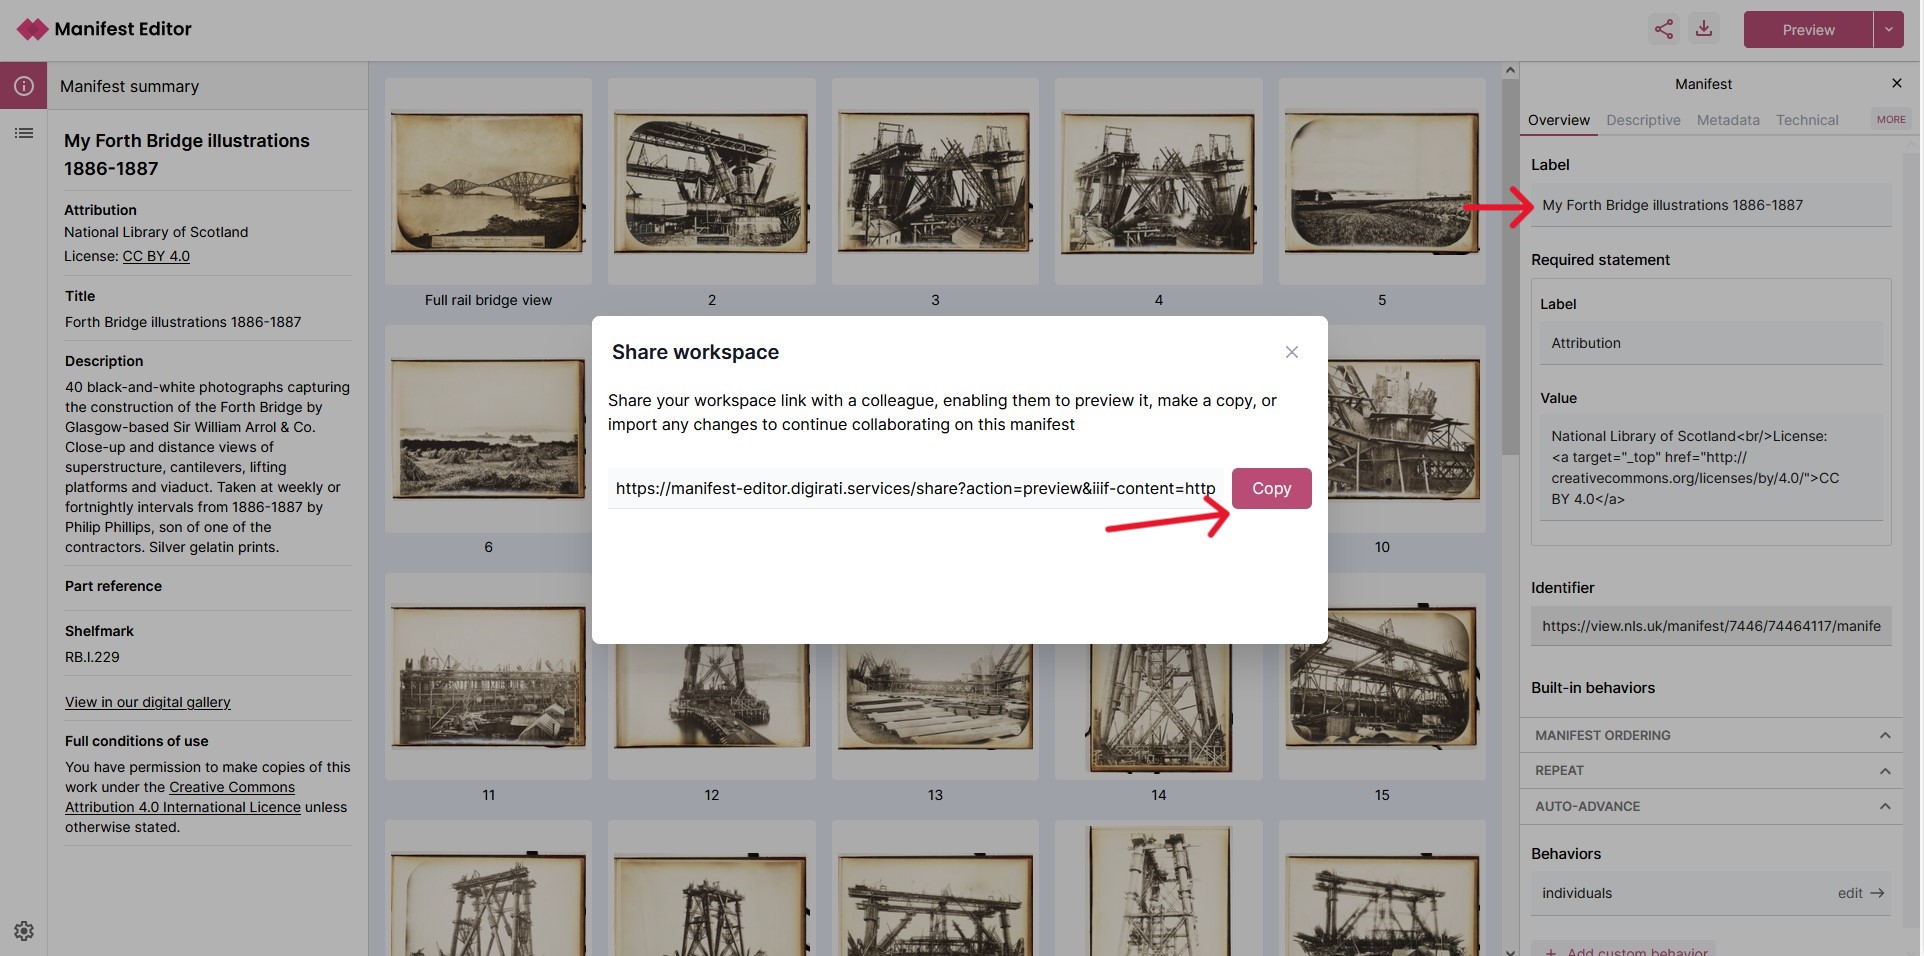 Manifest Editor
Preview
Manifest summary
My Forth Bridge illustrations
1886-1887
Attribution
National Library of Scotland
License: CC BY 4.0
Title
Forth Bridge illustrations 1886-1887
Description
40 black-and-white photographs capturing
the construction of the Forth Bridge by
Glasgow-based Sir William Arrol & Co.
Close-up and distance views of
superstructure, cantilevers, lifting
platforms and viaduct. Taken at weekly or
fortnightly intervals from 1886-1887 by
Philip Phillips, son of one of the
contractors. Silver gelatin prints.
Part reference
Shelfmark
RB.l.229
View in our digital gallery
Full conditions of use
You have permission to make copies of this
work under the Creative Commons
Attribution 4.0 International Licence unless
otherwise stated.
Full rail bridge view
2
3
4
5
6
10
11
12
13
14
15
Share workspace
Share your workspace link with a colleague, enabling them to preview it, make a copy, or
import any changes to continue collaborating on this manifest
https://manifest-editor.digirati.services/share?action=preview&iiif-content=http
Copy
Manifest
Overview
Descriptive
Metadata
Technical
MORE
Label
My Forth Bridge illustrations 1886-1887
Required statement
Label
Attribution
Value
National Library of Scotland<br/>License:
<a target="_top" href="http://
creativecommons.org/licenses/by/4.0/">CC
BY 4.0</a>
Identifier
https://view.nls.uk/manifest/7446/74464117/manife
Built-in behaviors
MANIFEST ORDERING
REPEAT
AUTO-ADVANCE
Behaviors
individuals
edit
+ Add custom behavior